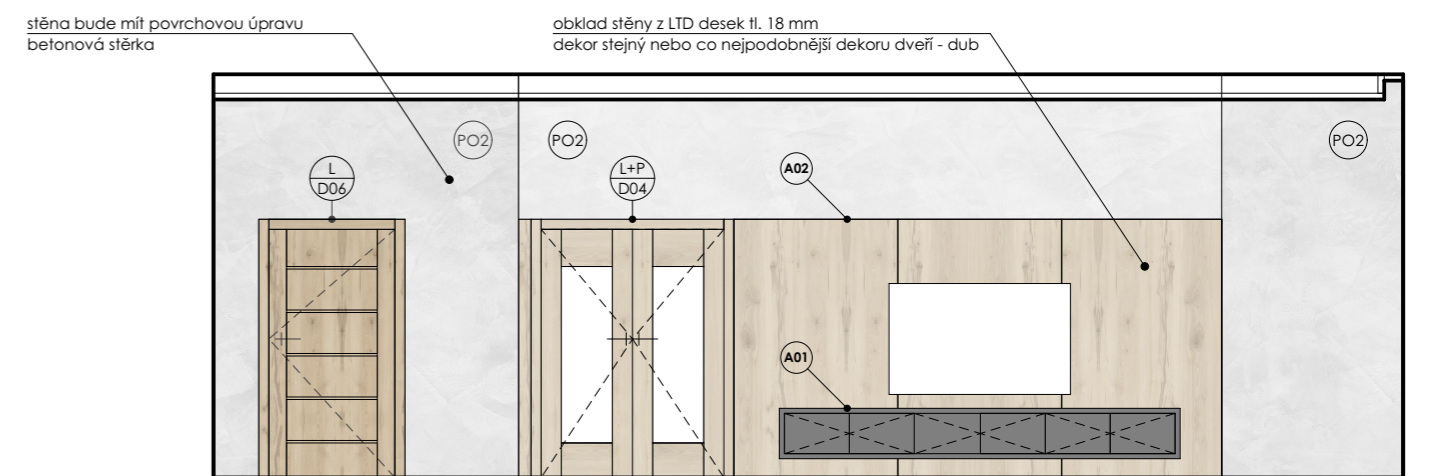 stěna bude mít povrchovou úpravu
betonová stěrka
obklad stěny z LTD desek tl. 18 mm
dekor stejný nebo co nejpodobnější dekoru dveří - dub
PO2
PO2
PO2
L
D06
L+P
D04
A02
A01